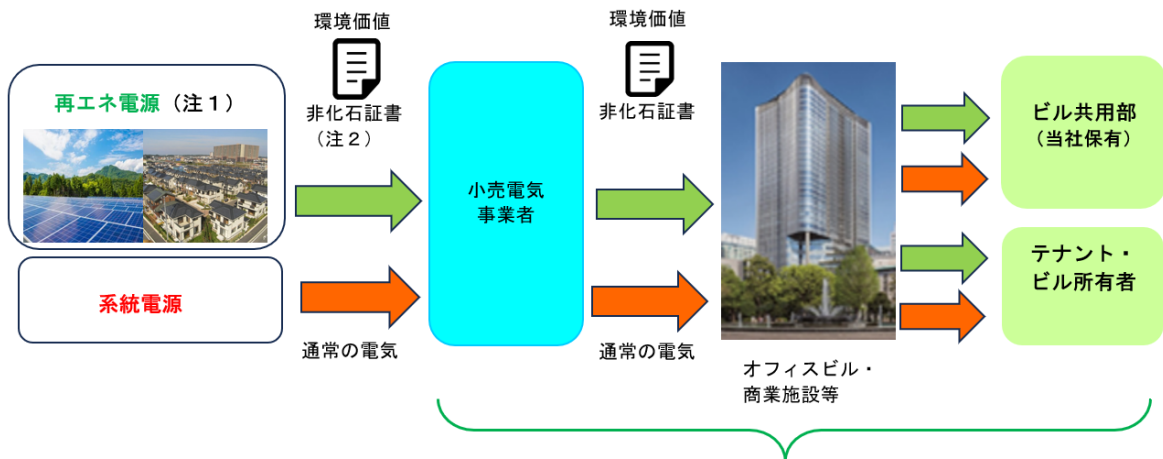 環境価値
非化石証書
（注２）
環境価値
非化石証書
再エネ電源（注１）
系統電源
通常の電気
小売電気
事業者
通常の電気
オフィスビル・
商業施設等
ビル共用部
（当社保有）
テナント・
ビル所有者